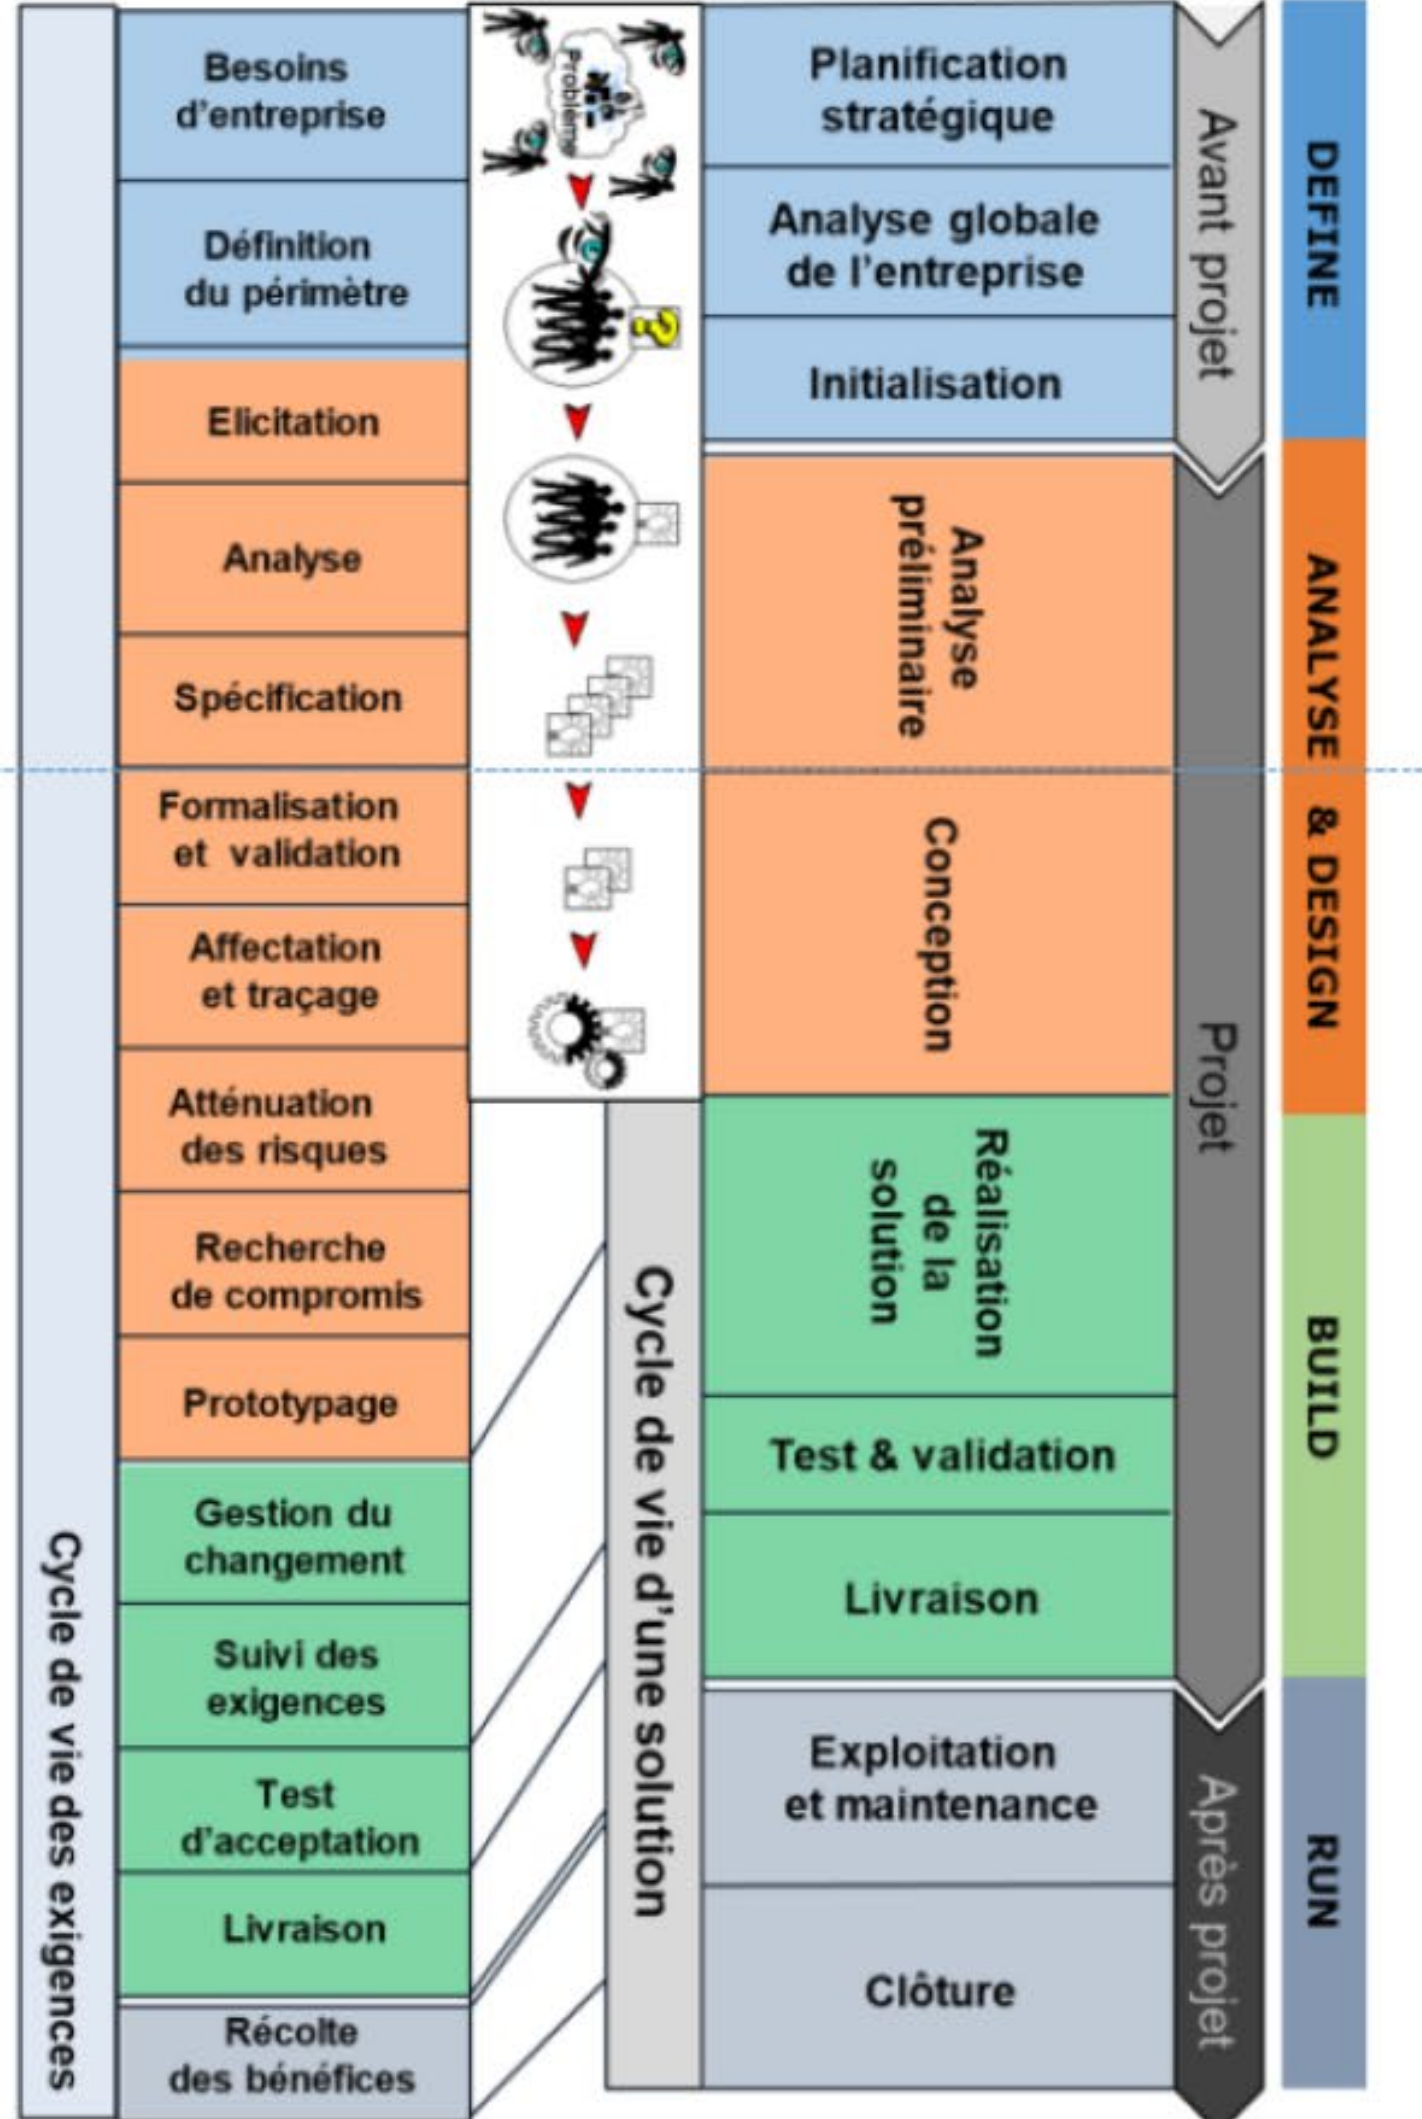 Cycle de vie des exigences
Besoins
d'entreprise
Définition
du périmètre
Elicitation
Analyse
Spécification
Formalisation
et validation
Affectation
et traçage
Atténuation
des risques
Recherche
de compromis
Prototypage
Gestion du
changement
Suivi des
exigences
Test
d'acceptation
Livraison
Récolte
des bénéfices
Problème
?
Cycle de vie d'une solution
Planification
stratégique
Analyse globale
de l'entreprise
Initialisation
Analyse
préliminaire
Conception
Réalisation
de la
solution
Test & validation
Livraison
Exploitation
et maintenance
Clôture
Avant projet
Projet
Après projet
DEFINE
ANALYSE & DESIGN
BUILD
RUN